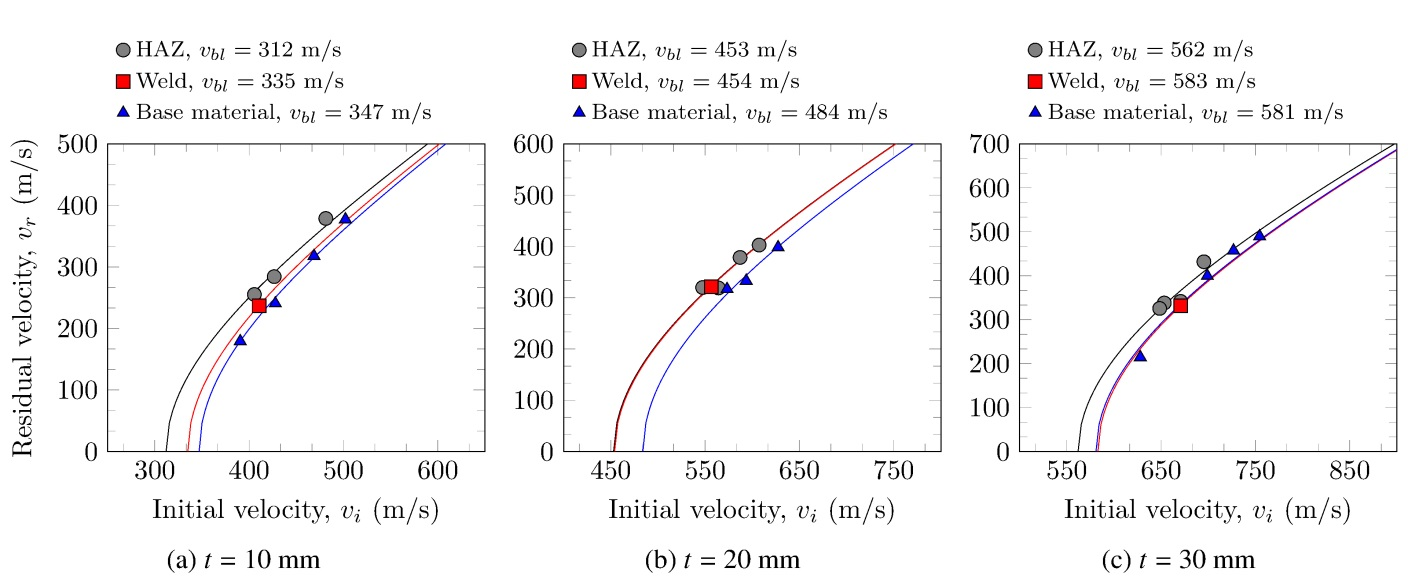 HAZ, v_bl = 312 m/s
Weld, v_bl = 335 m/s
Base material, v_bl = 347 m/s
500
400
300
200
100
0
300 400 500 600
Residual velocity, v_r (m/s)
Initial velocity, v_i (m/s)
(a) t = 10 mm
HAZ, v_bl = 453 m/s
Weld, v_bl = 454 m/s
Base material, v_bl = 484 m/s
600
500
400
300
200
100
0
450 550 650 750
Initial velocity, v_i (m/s)
(b) t = 20 mm
HAZ, v_bl = 562 m/s
Weld, v_bl = 583 m/s
Base material, v_bl = 581 m/s
700
600
500
400
300
200
100
0
550 650 750 850
Initial velocity, v_i (m/s)
(c) t = 30 mm